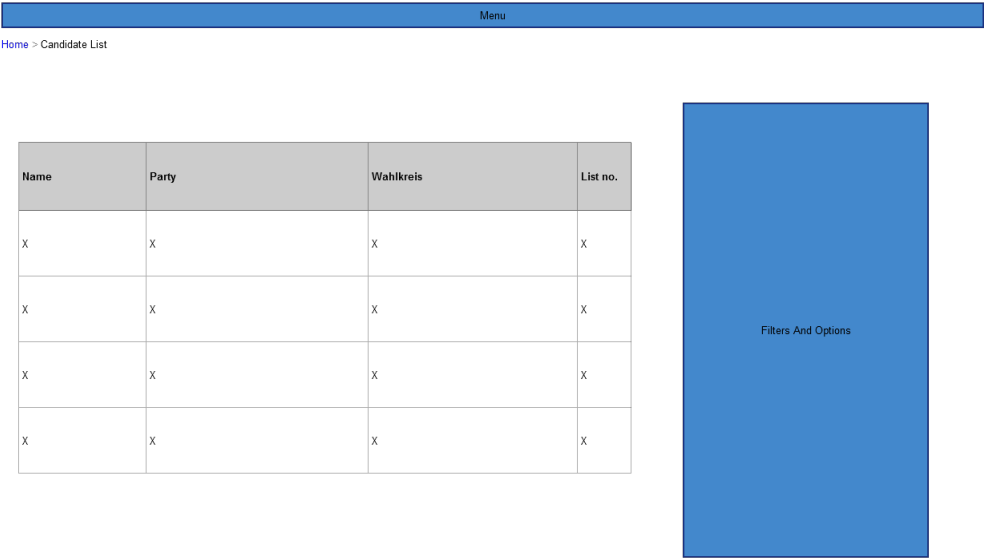 Menu
Home > Candidate List
Name Party Wahlkreis List no.
X X X X
X X X X
X X X X
X X X X
Filters And Options